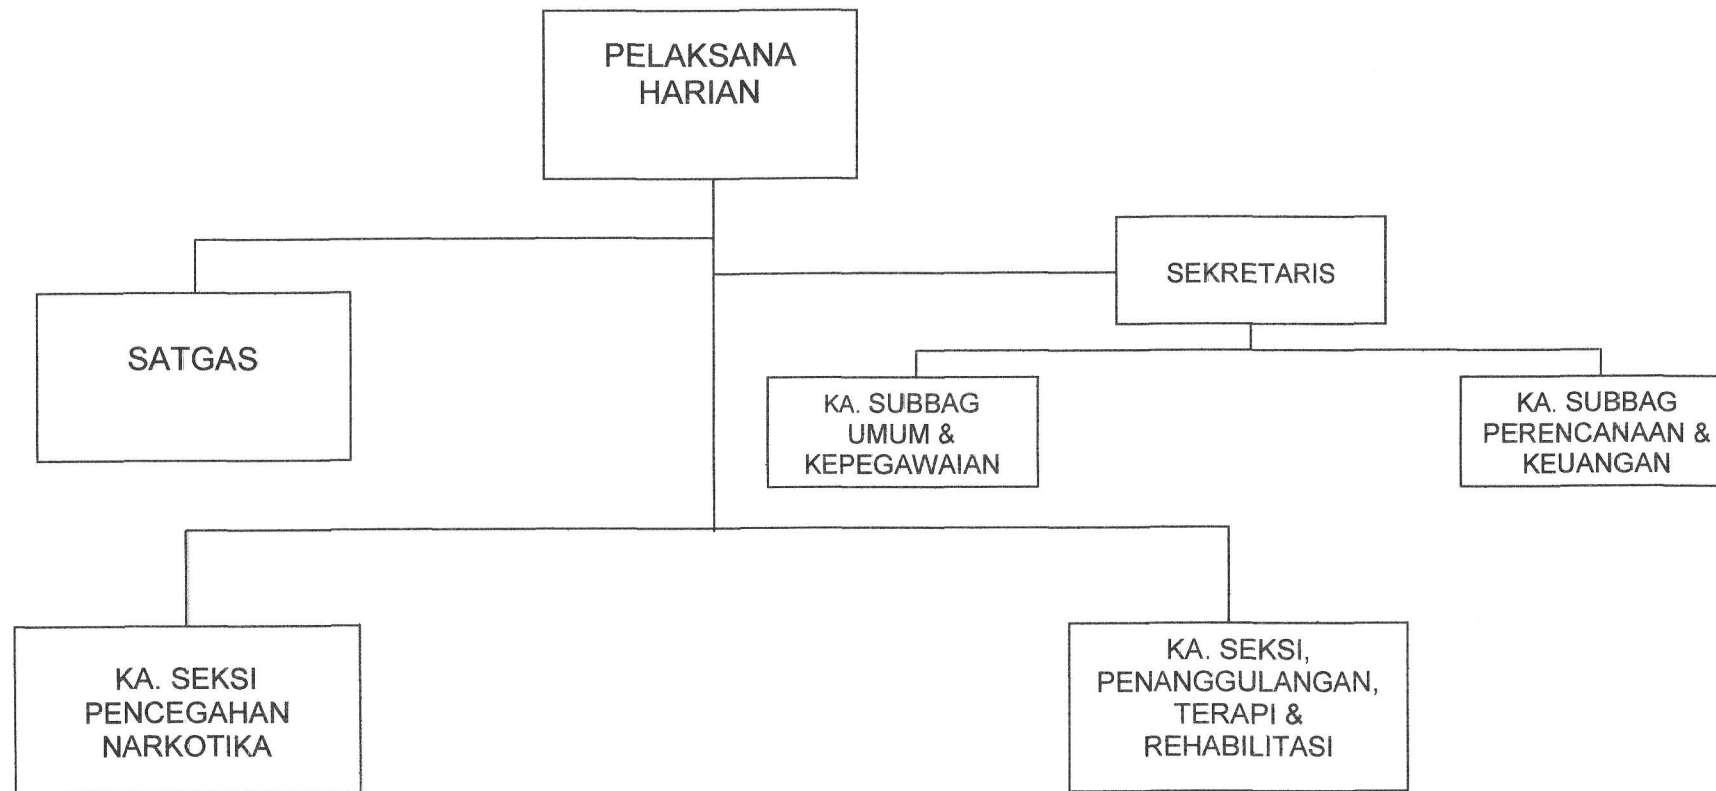 PELAKSANA
HARIAN
SEKRETARIS
SATGAS
KA. SUBBAG
UMUM &
KEPEGAWAIAN
KA. SUBBAG
PERENCANAAN &
KEUANGAN
KA. SEKSI
PENCEGAHAN
NARKOTIKA
KA. SEKSI,
PENANGGULANGAN,
TERAPI &
REHABILITASI